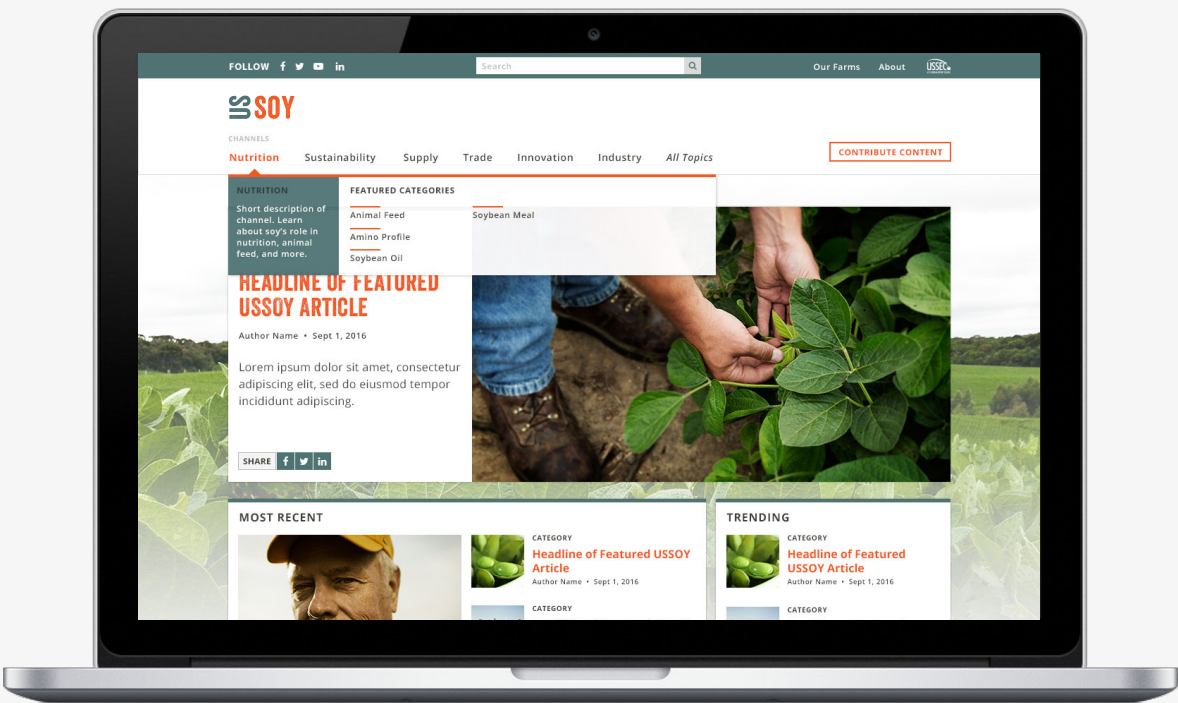 FOLLOW
Search
Our Farms About USSEC
US SOY
CHANNELS
Nutrition Sustainability Supply Trade Innovation Industry All Topics
CONTRIBUTE CONTENT
NUTRITION
Short description of
channel. Learn
about soy's role in
nutrition, animal
feed, and more.
FEATURED CATEGORIES
Animal Feed Soybean Meal
Amino Profile
Soybean Oil
HEADLINE OF FEATURED
USSOY ARTICLE
Author Name • Sept 1, 2016
Lorem ipsum dolor sit amet, consectetur
adipiscing elit, sed do eiusmod tempor
incididunt adipiscing.
SHARE
MOST RECENT
CATEGORY
Headline of Featured USSOY
Article
Author Name • Sept 1, 2016
CATEGORY
TRENDING
CATEGORY
Headline of Featured
USSOY Article
Author Name • Sept 1, 2016
CATEGORY